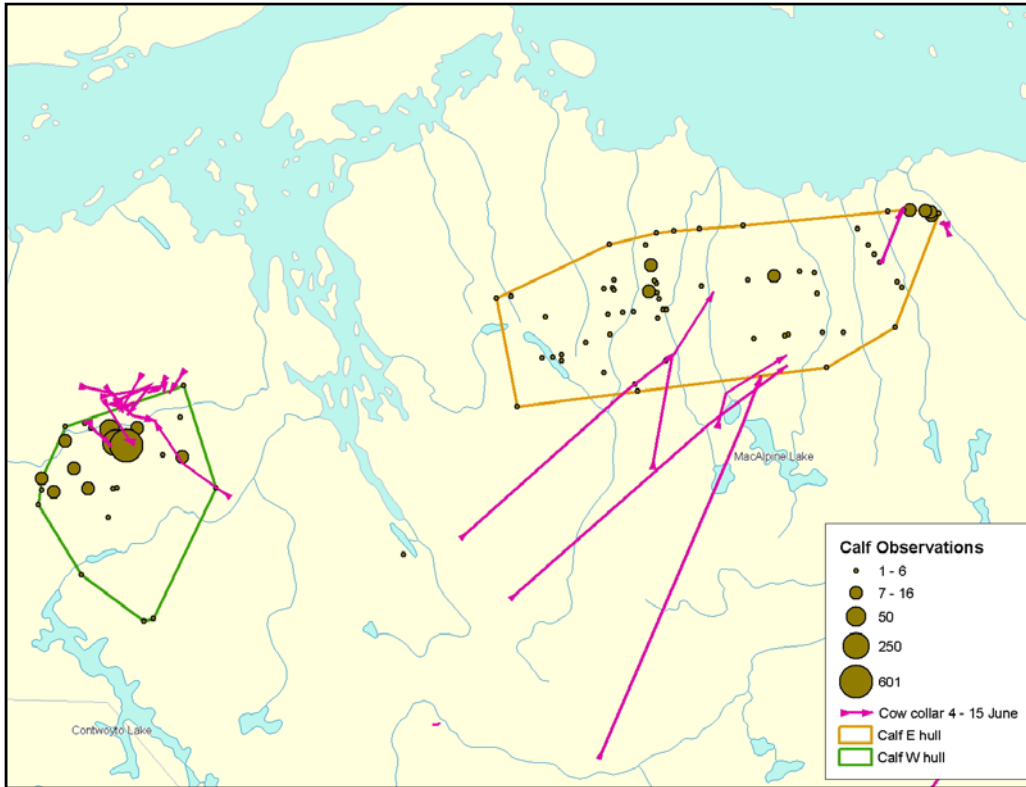 MacAlpine Lake
Contwoyto Lake
Calf Observations
1 - 6
7 - 16
50
250
601
Cow collar 4 - 15 June
Calf E hull
Calf W hull